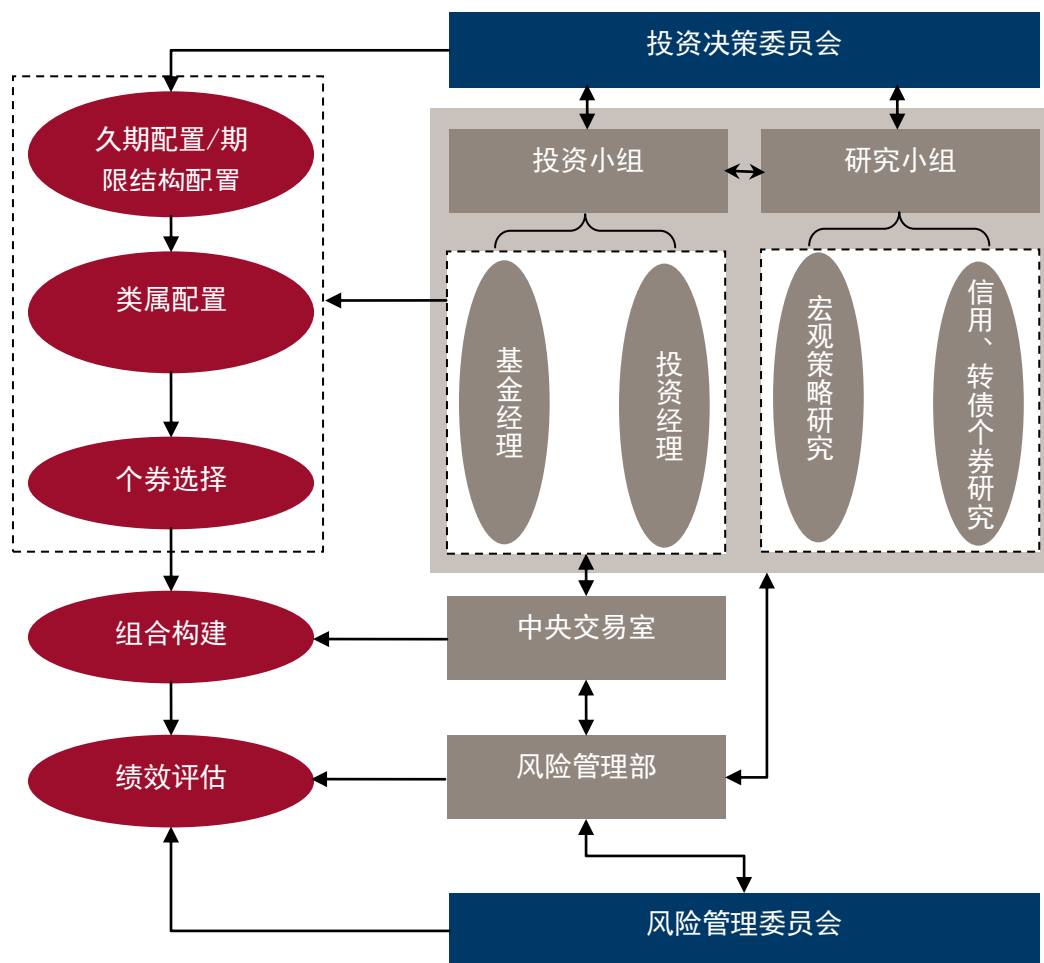 投资决策委员会
久期配置/期
限结构配置
投资小组
研究小组
类属配置
基金经理
投资经理
宏观策略研究
信用、转债个券研究
个券选择
组合构建
中央交易室
绩效评估
风险管理部
风险管理委员会